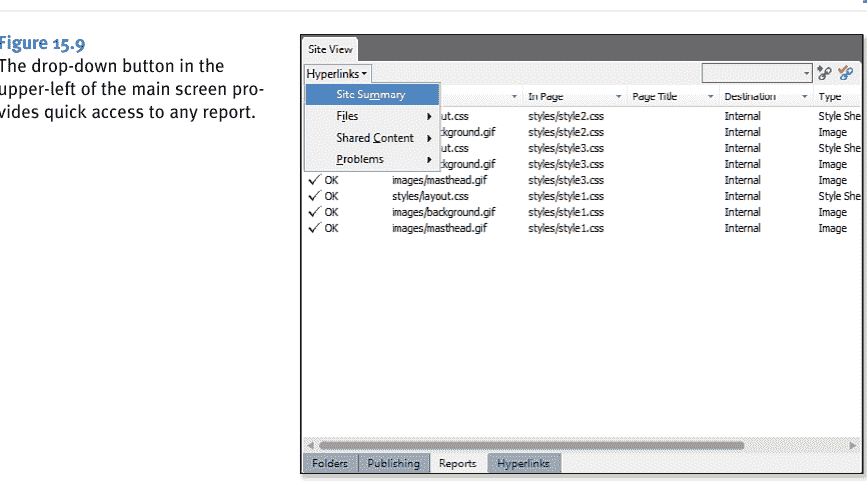 Figure 15.9
The drop-down button in the
upper-left of the main screen pro-
vides quick access to any report.
Site View
Hyperlinks
Site Summary
Files
Shared Content
Problems
In Page Page Title Destination Type
ut.css styles/style2.css Internal Style She
ckground.gif styles/style2.css Internal Image
ut.css styles/style3.css Internal Style She
ckground.gif styles/style3.css Internal Image
OK images/masthead.gif styles/style3.css Internal Image
OK styles/layout.css styles/style1.css Internal Style She
OK images/background.gif styles/style1.css Internal Image
OK images/masthead.gif styles/style1.css Internal Image
Folders Publishing Reports Hyperlinks